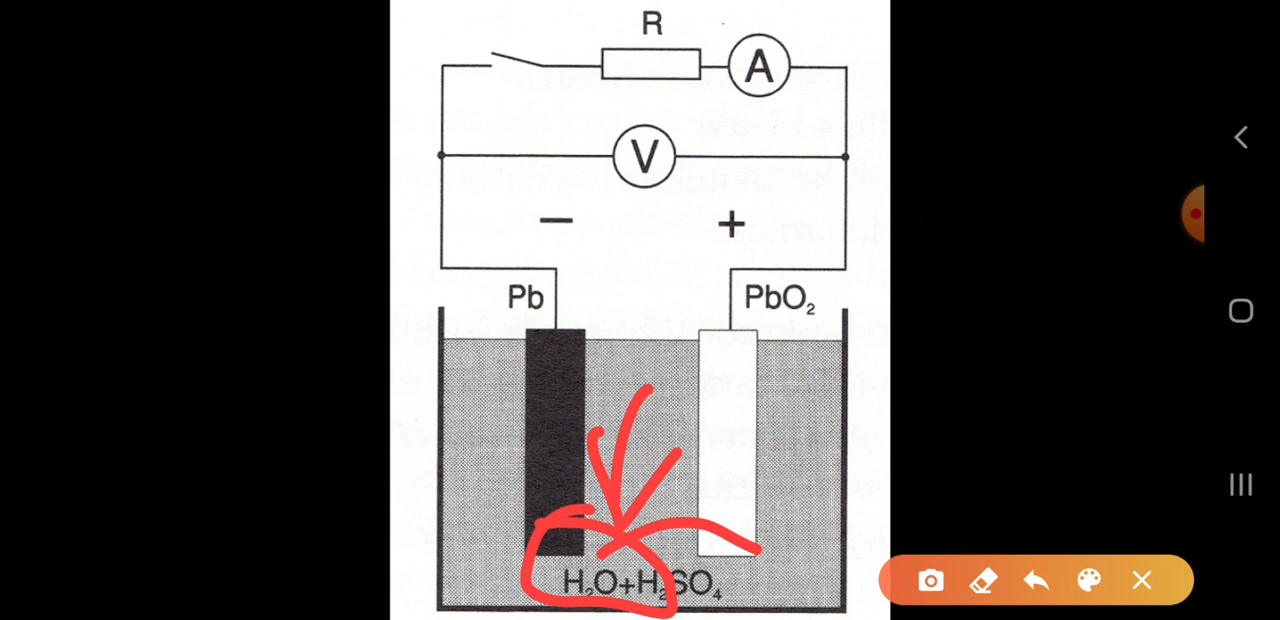 R
A
V
− +
Pb PbO₂
H₂O+H₂SO₄